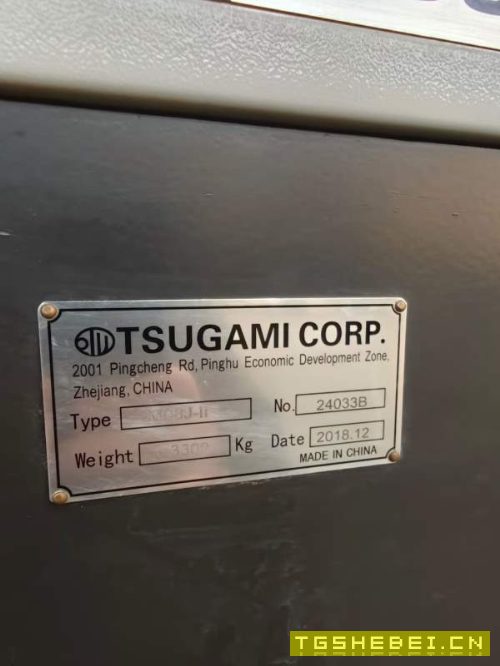 TSUGAMI CORP.
2001 Pingcheng Rd, Pinghu Economic Development Zone,
Zhejiang, CHINA
Type
No. 24033B
Weight 3300 Kg
Date 2018.12
MADE IN CHINA
TGSHEBEI.CN